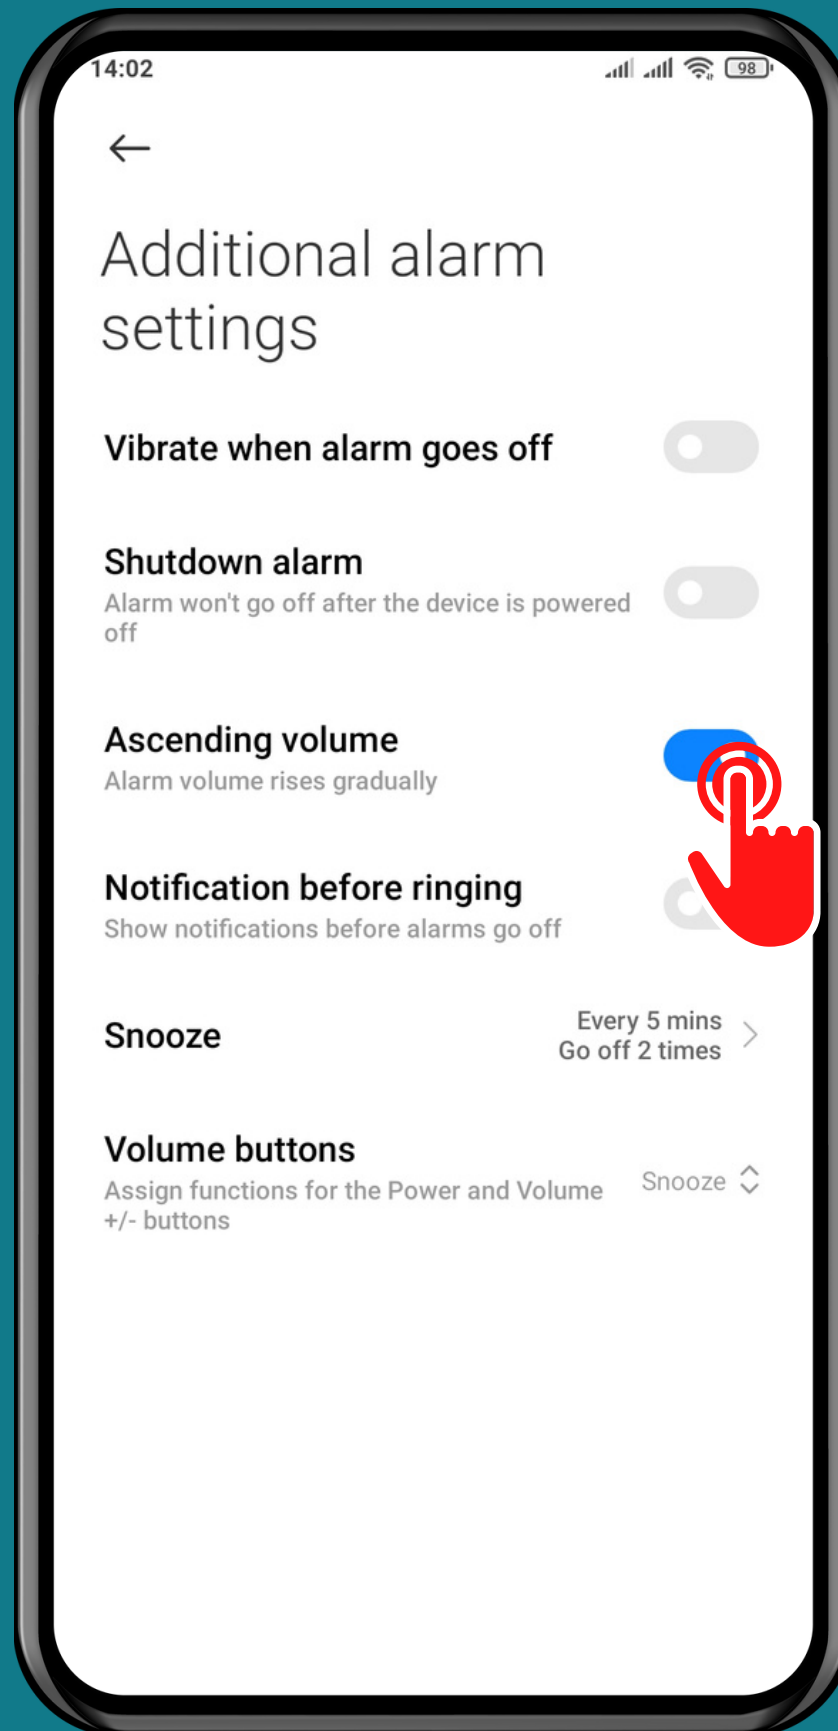 14:02
98
Additional alarm
settings
Vibrate when alarm goes off
Shutdown alarm
Alarm won't go off after the device is powered
off
Ascending volume
Alarm volume rises gradually
Notification before ringing
Show notifications before alarms go off
Snooze
Every 5 mins
Go off 2 times
Volume buttons
Assign functions for the Power and Volume
+/- buttons
Snooze